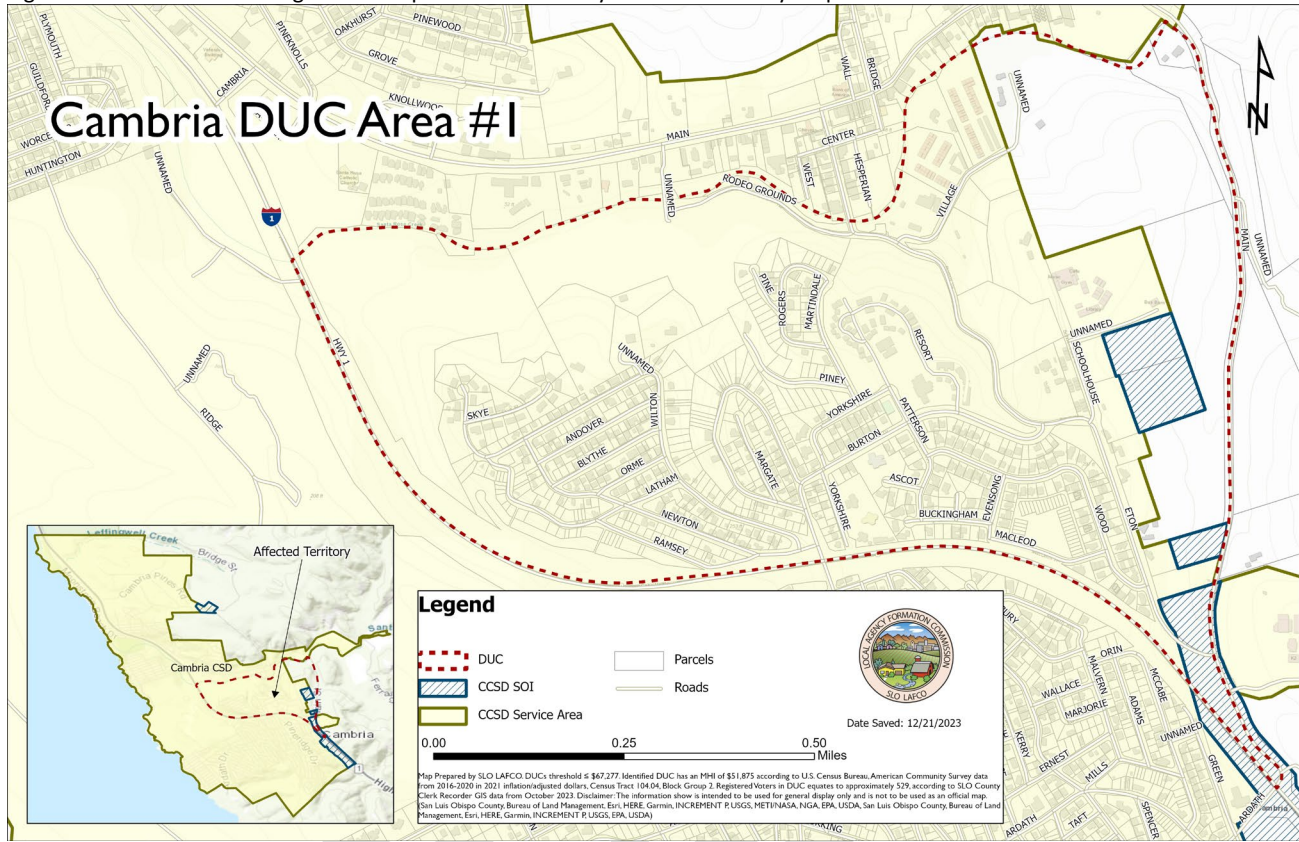 Cambria DUC Area #1
PLYMOUTH
GUILDFORD
HUNTINGTON
UNNAMED
CAMBRIA
PINEKNOLLS
OAKHURST
PINEWOOD
GROVE
MAIN
WALL
BRIDGE
CENTER
WEST
HESPERIAN
UNNAMED
RODEO GROUNDS
VILLAGE
UNNAMED
MAIN
UNNAMED
N
1
HWY 1
UNNAMED
RIDGE
PINE
ROGERS
MARTINDALE
RESORT
UNNAMED
SCHOOLHOUSE
UNNAMED
SKYE
ANDOVER
WILTON
BLYTHE
ORME
LATHAM
NEWTON
RAMSEY
MARGATE
PINEY
YORKSHIRE
PATTERSON
BURTON
YORKSHIRE
ASCOT
BUCKINGHAM
EVENSONG
MACLEOD
WOOD
ETON
ORIN
WALLACE
MALVERN
MARJORIE
ADAMS
MCCABE
UNNAMED
KERRY
ERNEST
MILLS
GREEN
ARDATH
ARDATH
TAFT
SPENCER
Affected Territory
Bridge St
Cambria CSD
Cambria
Legend
DUC
Parcels
CCSD SOI
Roads
CCSD Service Area
LOCAL AGENCY FORMATION COMMISSION
SLO LAFCO
Date Saved: 12/21/2023
0.00 0.25 0.50
Miles
Map Prepared by SLO LAFCO. DUCs threshold ≤ $67,277. Identified DUC has an MHI of $51,875 according to U.S. Census Bureau, American Community Survey data
from 2016-2020 in 2021 inflation/adjusted dollars, Census Tract 104.04, Block Group 2. Registered Voters in DUC equates to approximately 529, according to SLO County
Clerk Recorder GIS data from October 2023. Disclaimer: The information show is intended to be used for general display only and is not to be used as an official map.
(San Luis Obispo County, Bureau of Land Management, Esri, HERE, Garmin, INCREMENT P, USGS, METI/NASA, NGA, EPA, USDA, San Luis Obispo County, Bureau of Land
Management, Esri, HERE, Garmin, INCREMENT P, USGS, EPA, USDA)